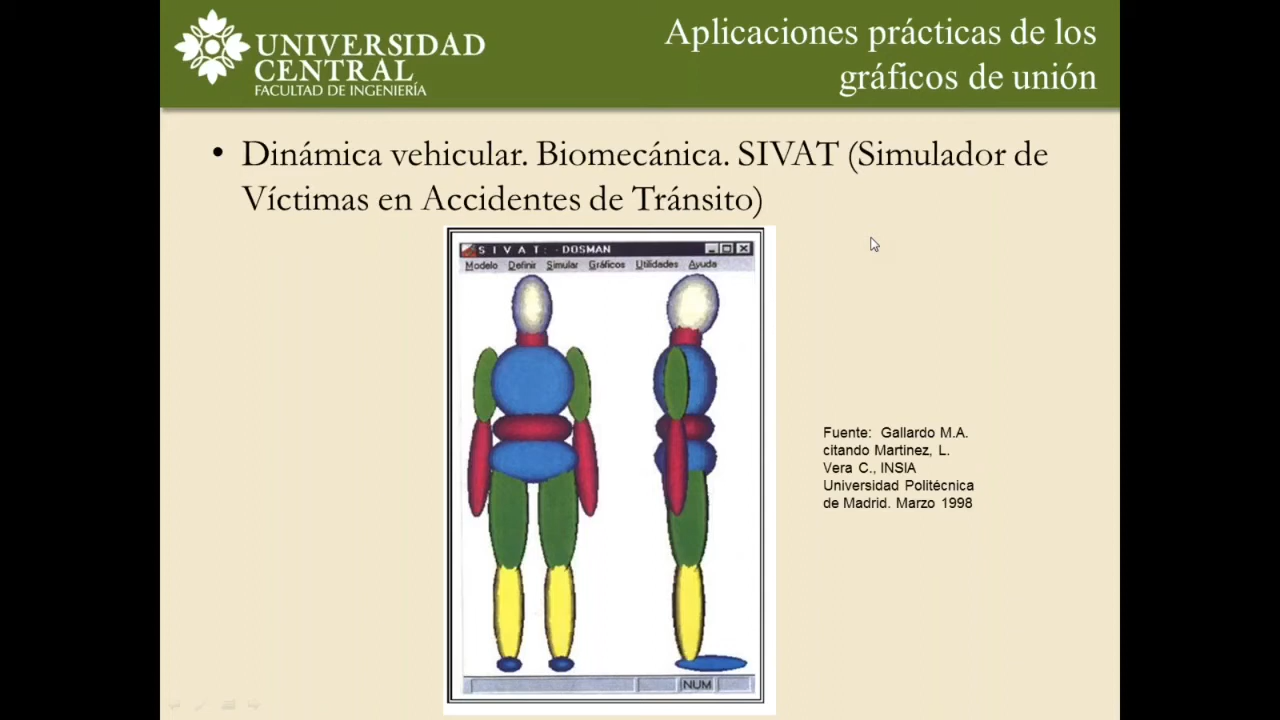 UNIVERSIDAD
CENTRAL
FACULTAD DE INGENIERÍA
Aplicaciones prácticas de los
gráficos de unión
• Dinámica vehicular. Biomecánica. SIVAT (Simulador de
Víctimas en Accidentes de Tránsito)
S I V A T : - DOSMAN
Modelo Definir Simular Gráficos Utilidades Ayuda
Fuente: Gallardo M.A.
citando Martinez, L.
Vera C., INSIA
Universidad Politécnica
de Madrid. Marzo 1998
NUM